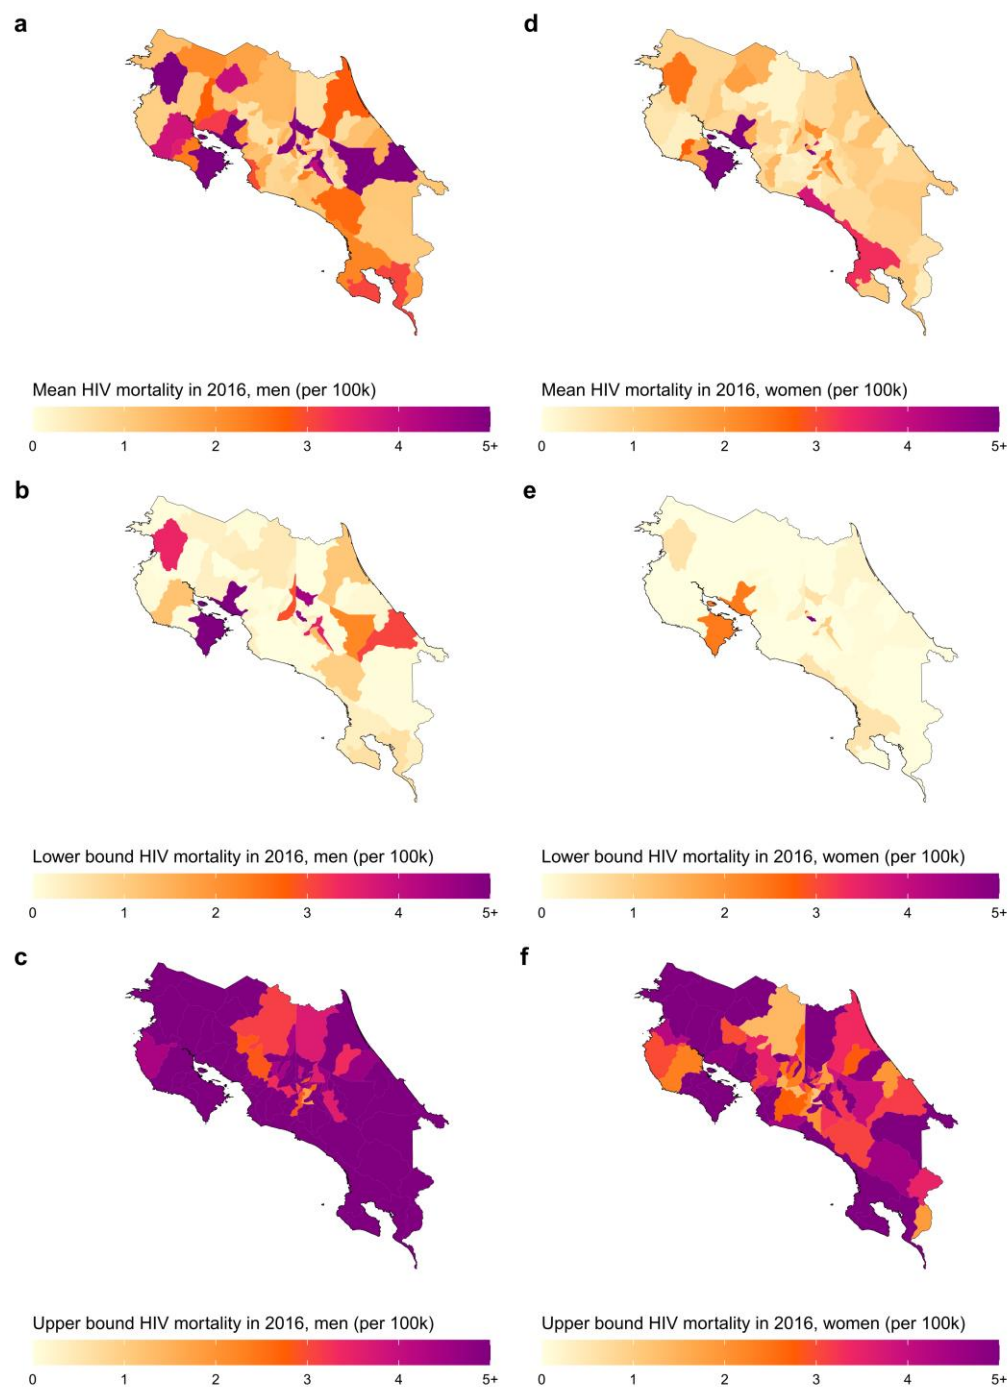 a
d
Mean HIV mortality in 2016, men (per 100k)
0 1 2 3 4 5+
Mean HIV mortality in 2016, women (per 100k)
0 1 2 3 4 5+
b
e
Lower bound HIV mortality in 2016, men (per 100k)
0 1 2 3 4 5+
Lower bound HIV mortality in 2016, women (per 100k)
0 1 2 3 4 5+
c
f
Upper bound HIV mortality in 2016, men (per 100k)
0 1 2 3 4 5+
Upper bound HIV mortality in 2016, women (per 100k)
0 1 2 3 4 5+